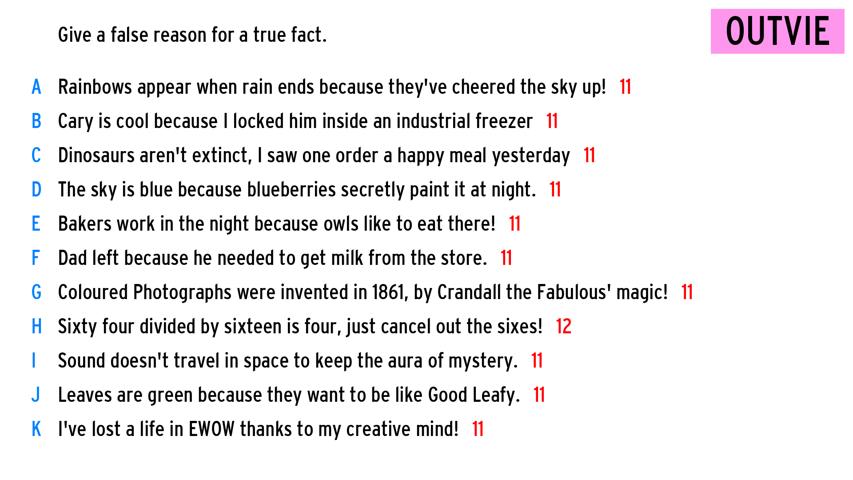 Give a false reason for a true fact.
OUTVIE
A Rainbows appear when rain ends because they've cheered the sky up! 11
B Cary is cool because I locked him inside an industrial freezer 11
C Dinosaurs aren't extinct, I saw one order a happy meal yesterday 11
D The sky is blue because blueberries secretly paint it at night. 11
E Bakers work in the night because owls like to eat there! 11
F Dad left because he needed to get milk from the store. 11
G Coloured Photographs were invented in 1861, by Crandall the Fabulous' magic! 11
H Sixty four divided by sixteen is four, just cancel out the sixes! 12
I Sound doesn't travel in space to keep the aura of mystery. 11
J Leaves are green because they want to be like Good Leafy. 11
K I've lost a life in EWOW thanks to my creative mind! 11